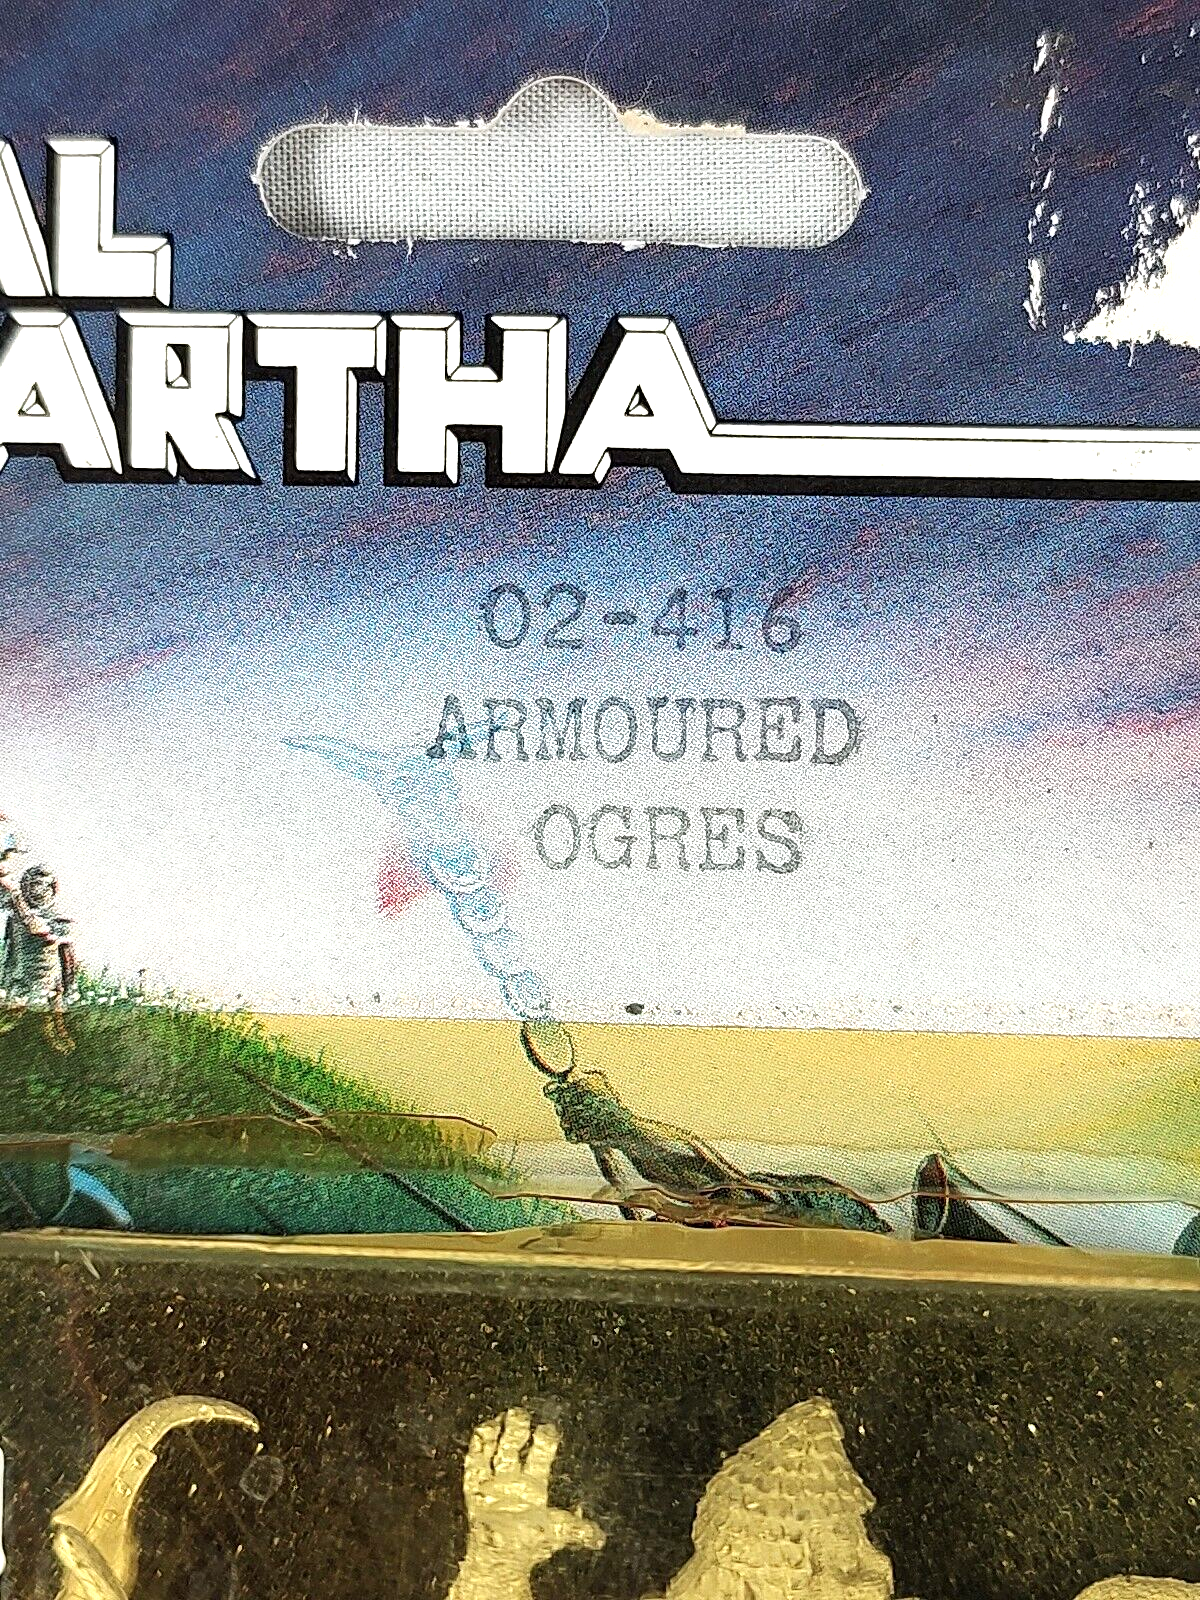 AL
ARTHA
02-416
ARMOURED
OGRES